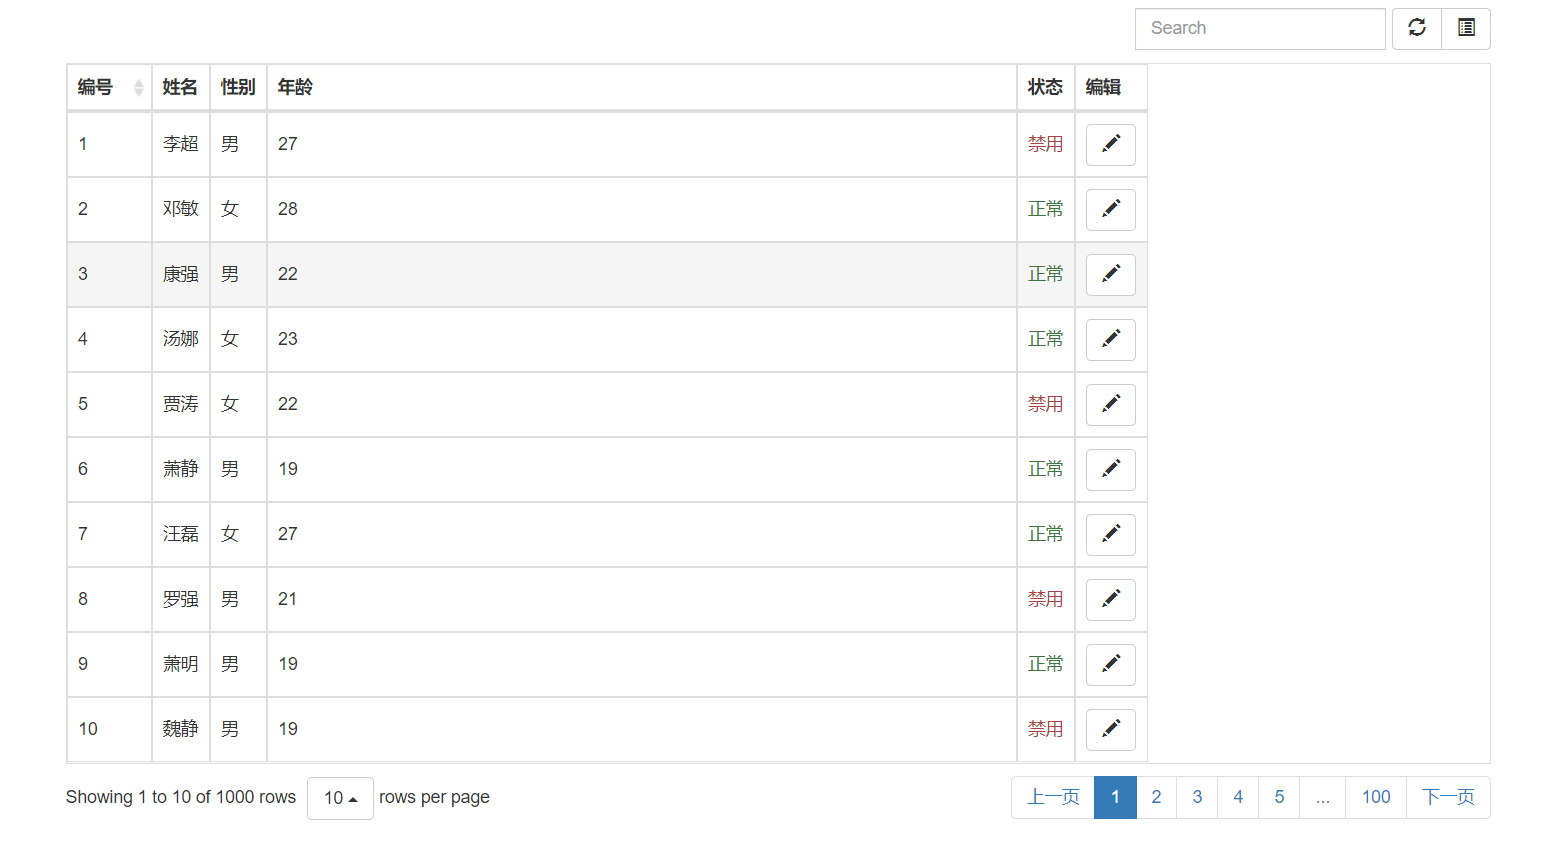 Search
编号 姓名 性别 年龄 状态 编辑
1 李超 男 27 禁用
2 邓敏 女 28 正常
3 康强 男 22 正常
4 汤娜 女 23 正常
5 贾涛 女 22 禁用
6 萧静 男 19 正常
7 汪磊 女 27 正常
8 罗强 男 21 禁用
9 萧明 男 19 正常
10 魏静 男 19 禁用
Showing 1 to 10 of 1000 rows 10 rows per page 上一页 1 2 3 4 5 ... 100 下一页